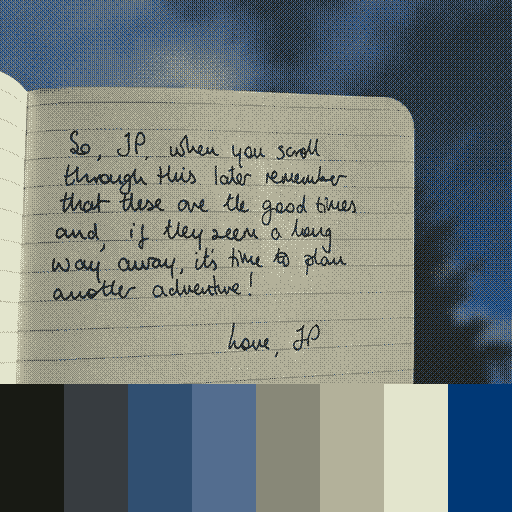 So, JP, when you scroll
through this later remember
that these are the good times
and, if they seem a long
way away, it's time to plan
another adventure!
Love, JP